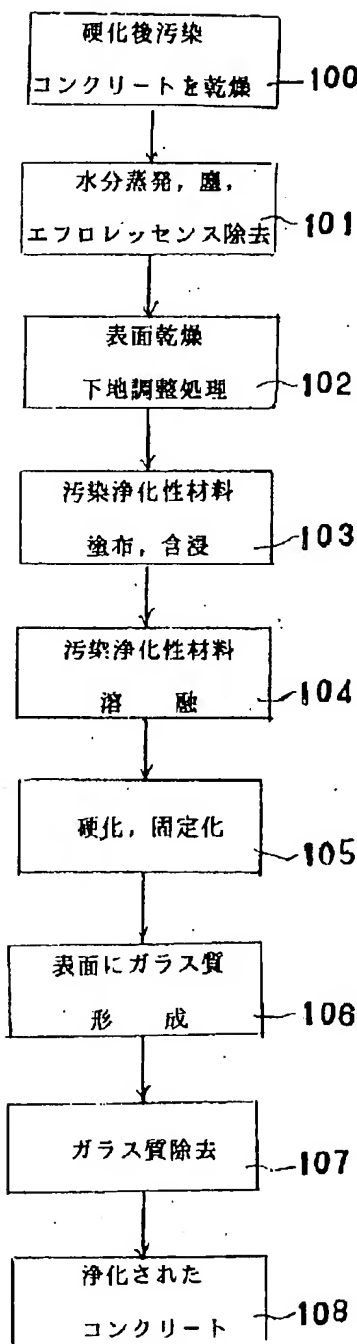 硬化後汚染
コンクリートを乾燥
100
水分蒸発，塵，
エフロレッセンス除去
101
表面乾燥
下地調整処理
102
汚染浄化性材料
塗布，含浸
103
汚染浄化性材料
溶　融
104
硬化，固定化
105
表面にガラス質
形　成
106
ガラス質除去
107
浄化された
コンクリート
108